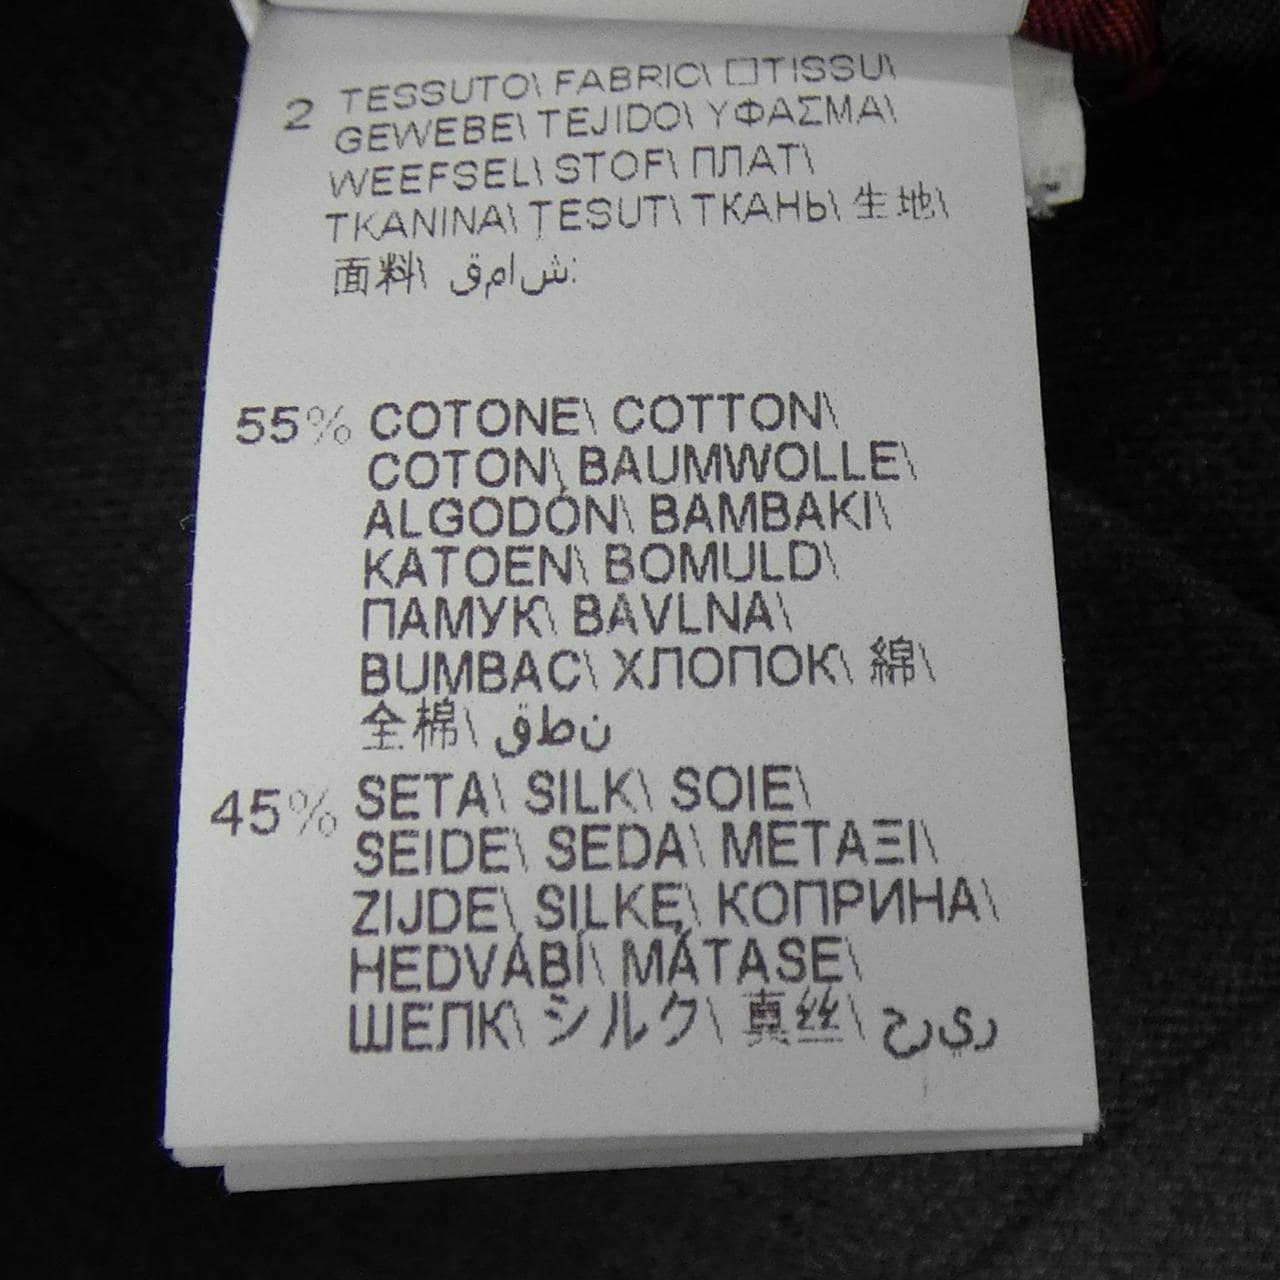 2 TESSUTO\ FABRIC\ □TISSU\
GEWEBE\ TEJIDO\ ΥΦΑΣΜΑ\
WEEFSEL\ STOF\ ПЛАТ\
TKANINA\ ŢESUT\ ТКАНЬ\ 生地\
面料\ قماش:
55% COTONE\ COTTON\
COTON\ BAUMWOLLE\
ALGODÓN\ BAMBAKI\
KATOEN\ BOMULD\
ПАМУК\ BAVLNA\
BUMBAC\ ХЛОПОК\ 綿\
全棉\ قطن
45% SETA\ SILK\ SOIE\
SEIDE\ SEDA\ ΜΕΤΑΞΙ\
ZIJDE\ SILKE\ КОПРИНА\
HEDVÁBÍ\ MĂTASE\
ШЕЛК\ シルク\ 真丝\ حرير